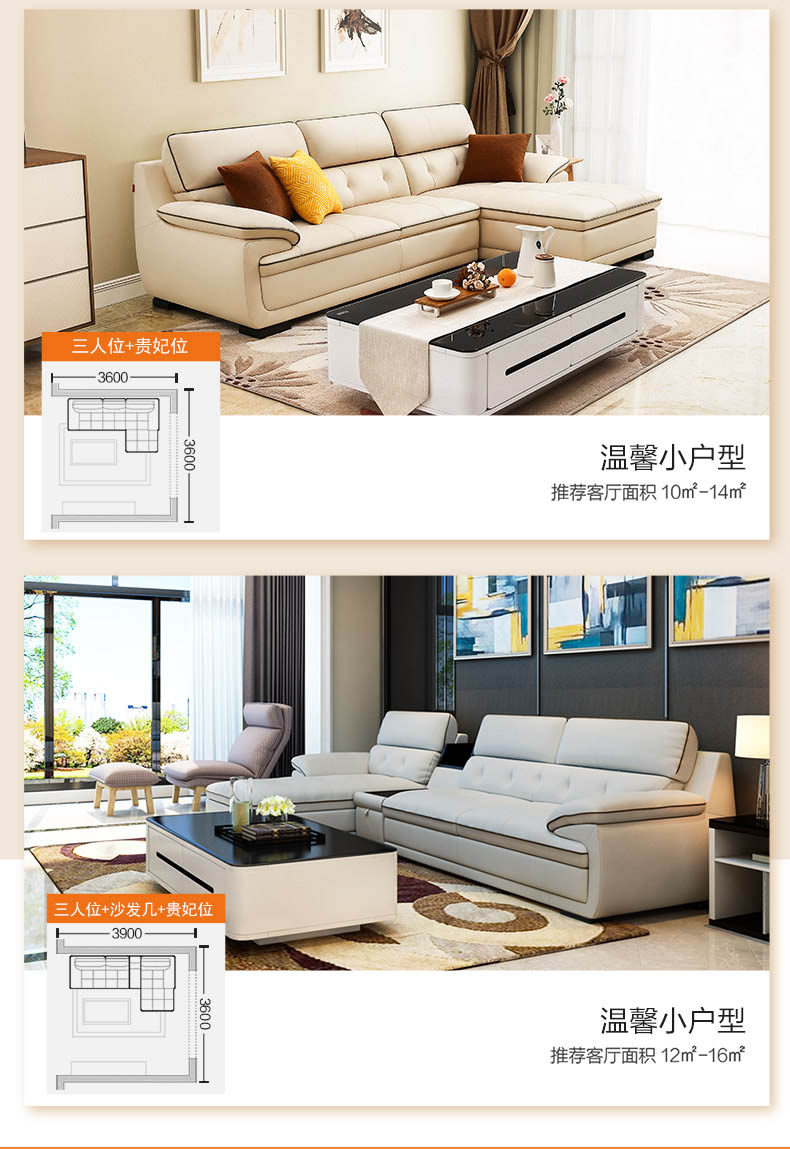 三人位+贵妃位
3600
3600
温馨小户型
推荐客厅面积 10㎡-14㎡
三人位+沙发几+贵妃位
3900
3600
温馨小户型
推荐客厅面积 12㎡-16㎡